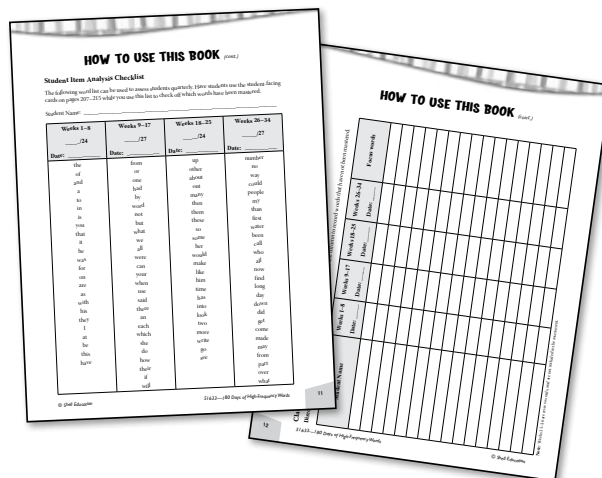 HOW TO USE THIS BOOK (cont.)
Student Item Analysis Checklist
The following word list can be used to assess students quarterly. Have students use the student-facing
cards on pages 207–215 while you use this list to check off which words have been mastered.
Student Name:
Weeks 1–8 Weeks 9–17 Weeks 18–25 Weeks 26–34
____/24 ____/27 ____/24 ____/27
Date: Date: Date: Date:
the from up number
of or other no
and one about way
a had out could
to by many people
in word then my
is not them than
you but these first
that what so water
it we some been
he all her call
was were would who
for can make all
on your like now
are when him find
as use time long
with said has day
his there into down
they an look did
I each two get
at which more come
be she write made
this do go may
have how see from
their part
if over
will what
© Shell Education 51633—180 Days of High-Frequency Words 11
HOW TO USE THIS BOOK (cont.)
Student Name Weeks 1–8 Weeks 9–17 Weeks 18–25 Weeks 26–34 Focus words
Date: Date: Date: Date:
12 51633—180 Days of High-Frequency Words © Shell Education